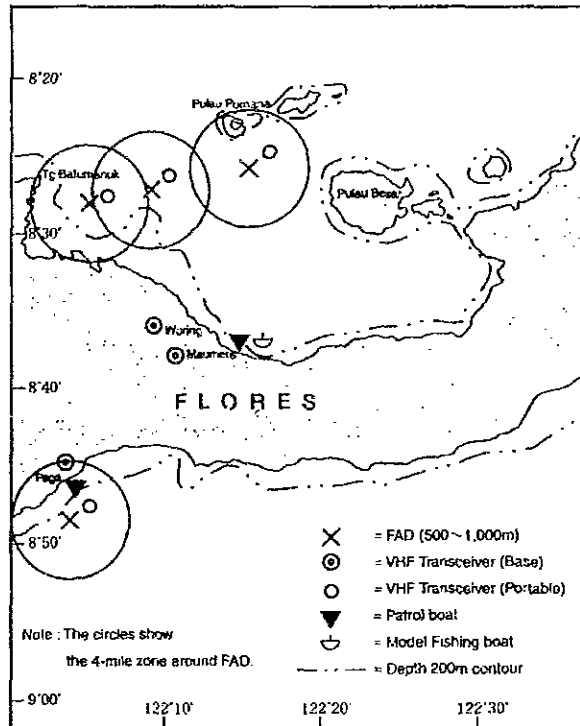 8°20'
Pulau Pomana
Tg Batumanuk
Pulau Besar
8°30'
Woring
Maumere
8°40'
FLORES
Paga
8°50'
= FAD (500~1,000m)
= VHF Transceiver (Base)
= VHF Transceiver (Portable)
= Patrol boat
= Model Fishing boat
= Depth 200m contour
Note : The circles show
the 4-mile zone around FAD.
9°00'
122°10'
122°20'
122°30'